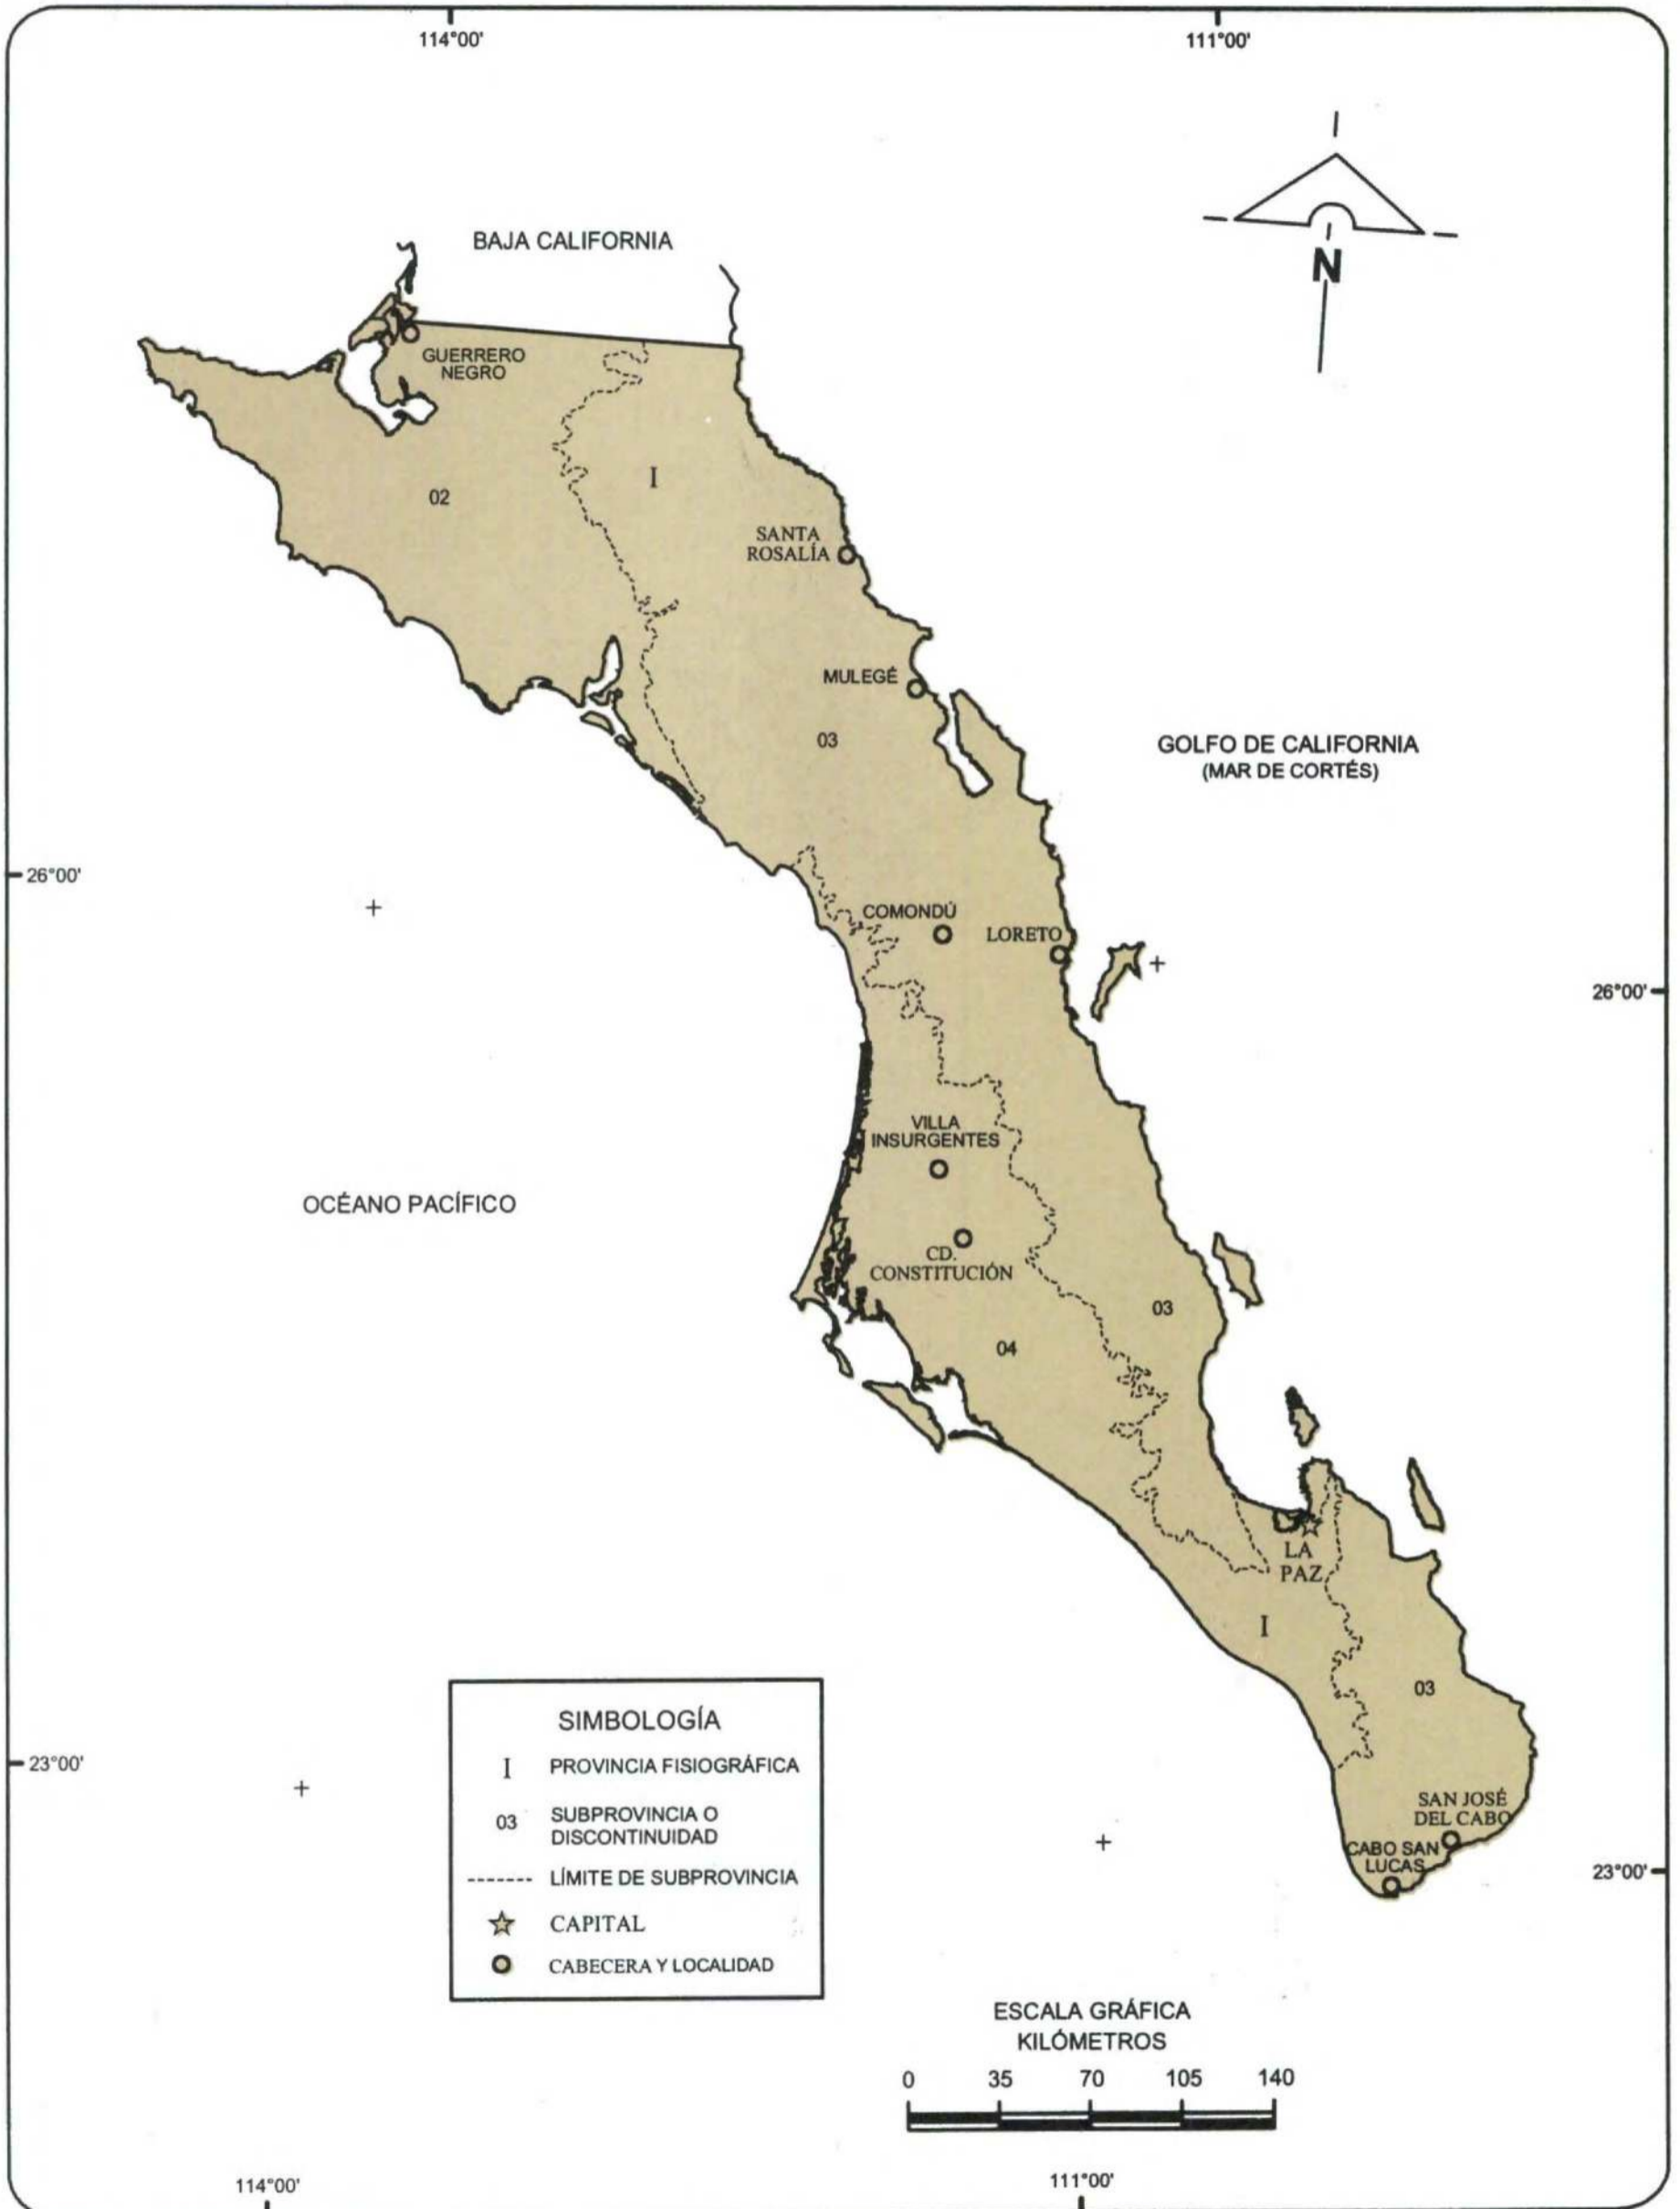 114°00'
111°00'
BAJA CALIFORNIA
N
GUERRERO
NEGRO
02
I
SANTA
ROSALÍA
MULEGÉ
03
GOLFO DE CALIFORNIA
(MAR DE CORTÉS)
26°00'
COMONDÚ
LORETO
26°00'
VILLA
INSURGENTES
OCÉANO PACÍFICO
CD.
CONSTITUCIÓN
03
04
LA
PAZ
I
03
SIMBOLOGÍA
I PROVINCIA FISIOGRÁFICA
03 SUBPROVINCIA O
DISCONTINUIDAD
LÍMITE DE SUBPROVINCIA
CAPITAL
CABECERA Y LOCALIDAD
23°00'
SAN JOSÉ
DEL CABO
CABO SAN
LUCAS
23°00'
ESCALA GRÁFICA
KILÓMETROS
0 35 70 105 140
114°00'
111°00'